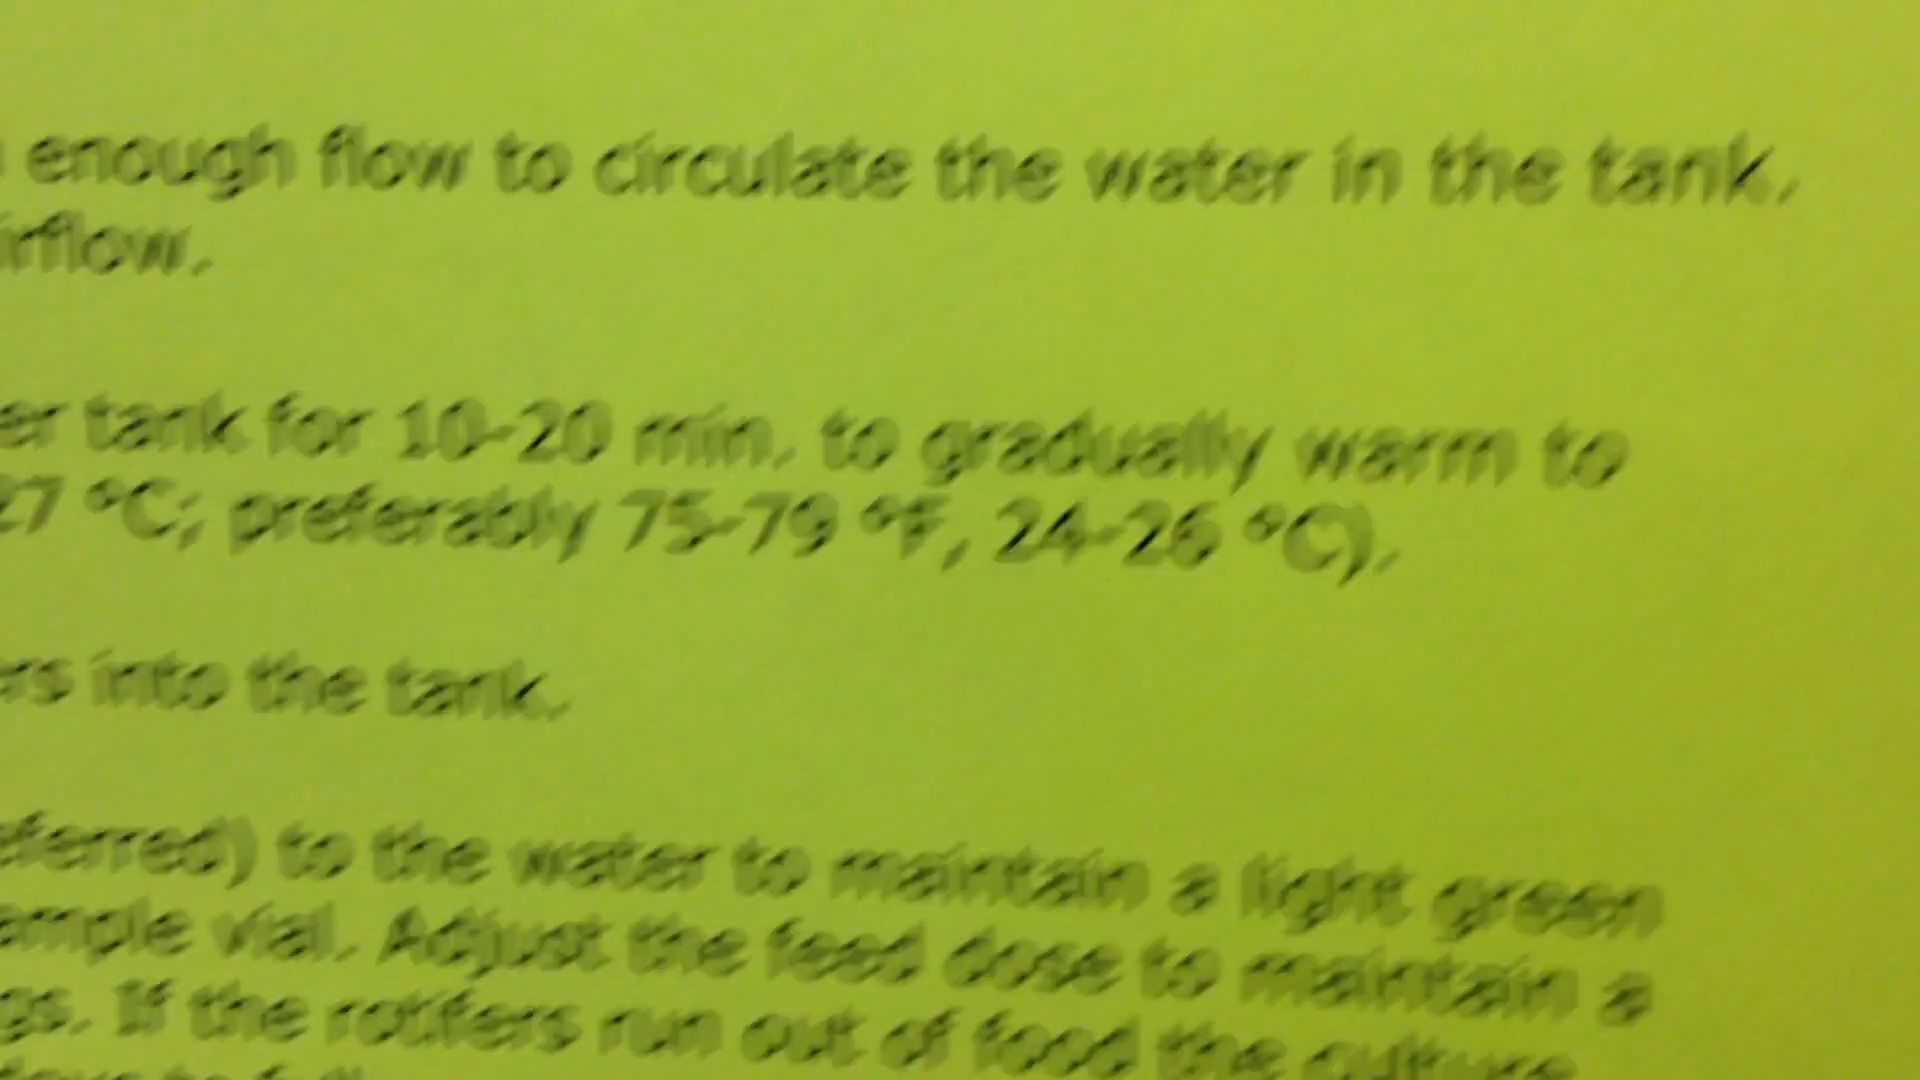 enough flow to circulate the water in the tank.
irflow.
er tank for 10-20 min. to gradually warm to
27 °C; preferably 75-79 °F, 24-26 °C).
rs into the tank.
eferred) to the water to maintain a light green
ample vial. Adjust the feed dose to maintain a
gs. If the rotifers run out of food the culture